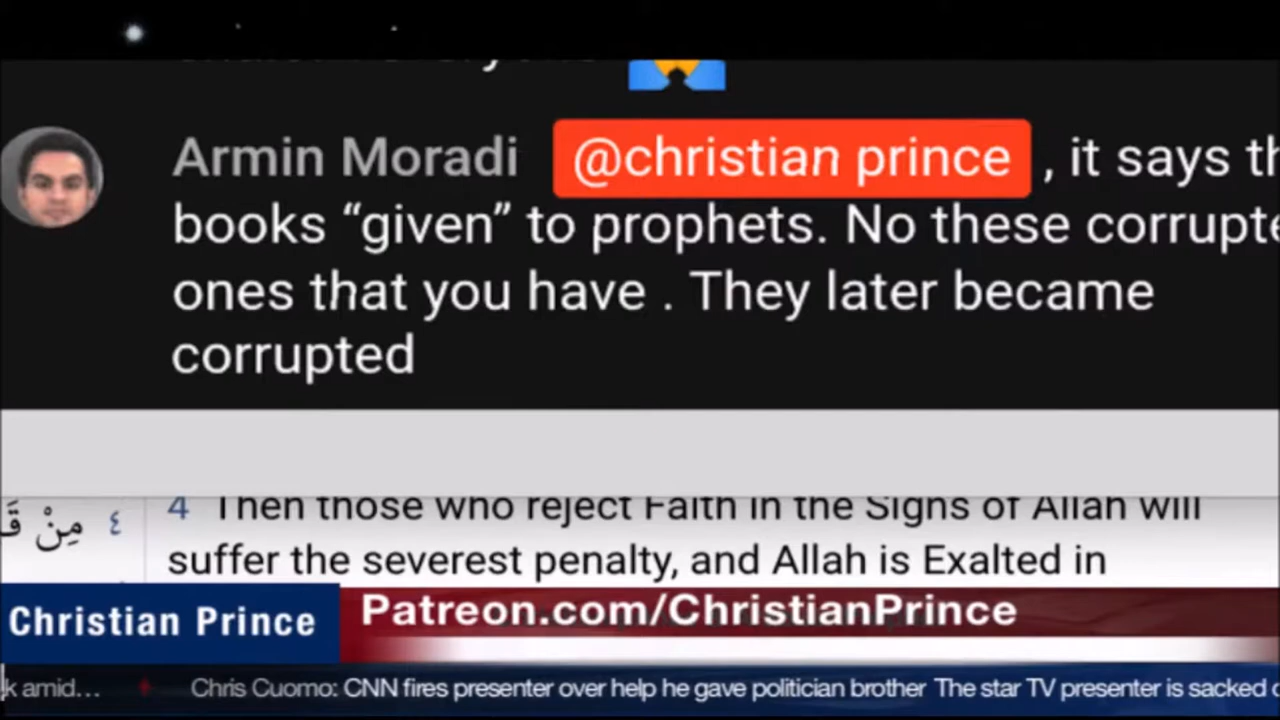 Armin Moradi @christian prince , it says th
books “given” to prophets. No these corrupte
ones that you have . They later became
corrupted
٤ مِنْ قَ
4 Then those who reject Faith in the Signs of Allah will
suffer the severest penalty, and Allah is Exalted in
Christian Prince
Patreon.com/ChristianPrince
k amid... Chris Cuomo: CNN fires presenter over help he gave politician brother The star TV presenter is sacked